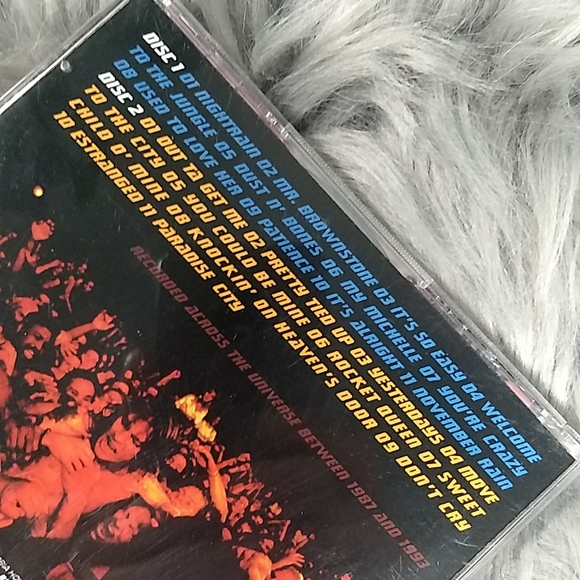 DISC 1 01 NIGHTRAIN 02 MR. BROWNSTONE 03 IT'S SO EASY 04 WELCOME
TO THE JUNGLE 05 DUST N' BONES 06 MY MICHELLE 07 YOU'RE CRAZY
08 USED TO LOVE HER 09 PATIENCE 10 IT'S ALRIGHT 11 NOVEMBER RAIN
DISC 2 01 OUT TA GET ME 02 PRETTY TIED UP 03 YESTERDAYS 04 MOVE
TO THE CITY 05 YOU COULD BE MINE 06 ROCKET QUEEN 07 SWEET
CHILD O' MINE 08 KNOCKIN' ON HEAVEN'S DOOR 09 DON'T CRY
10 ESTRANGED 11 PARADISE CITY
RECORDED ACROSS THE UNIVERSE BETWEEN 1987 AND 1993